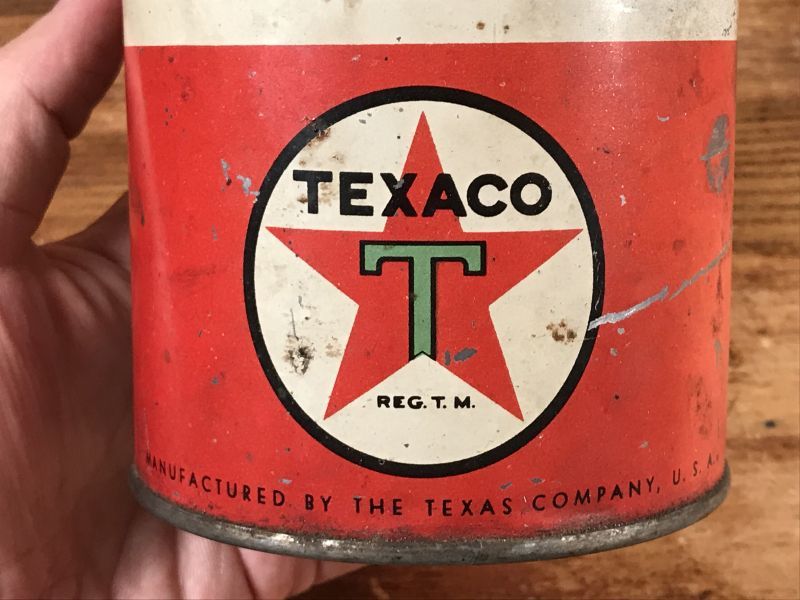 TEXACO
T
REG. T. M.
MANUFACTURED BY THE TEXAS COMPANY, U. S. A.